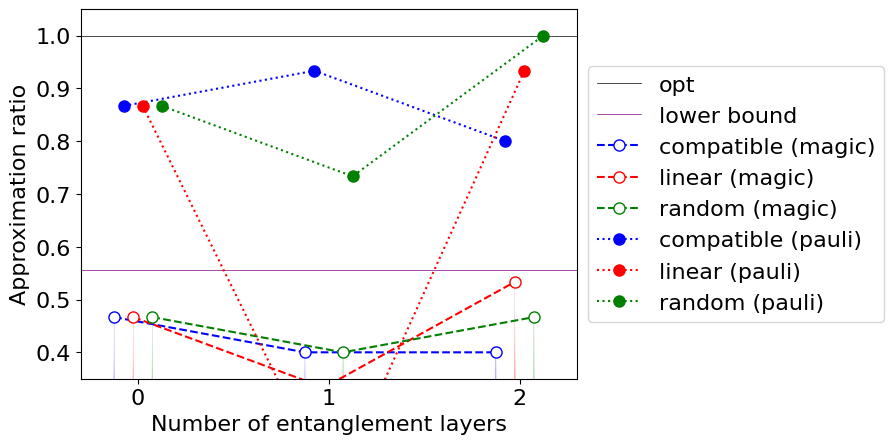 1.0
0.9
0.8
0.7
0.6
0.5
0.4
Approximation ratio
0
1
2
Number of entanglement layers
opt
lower bound
compatible (magic)
linear (magic)
random (magic)
compatible (pauli)
linear (pauli)
random (pauli)